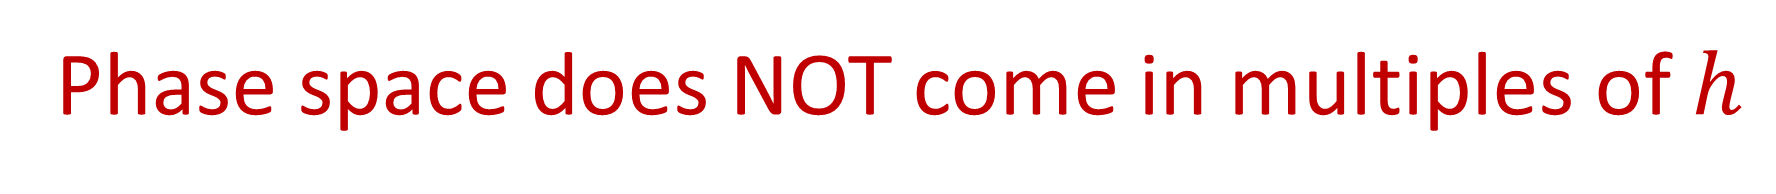 Phase space does NOT come in multiples of ℎ